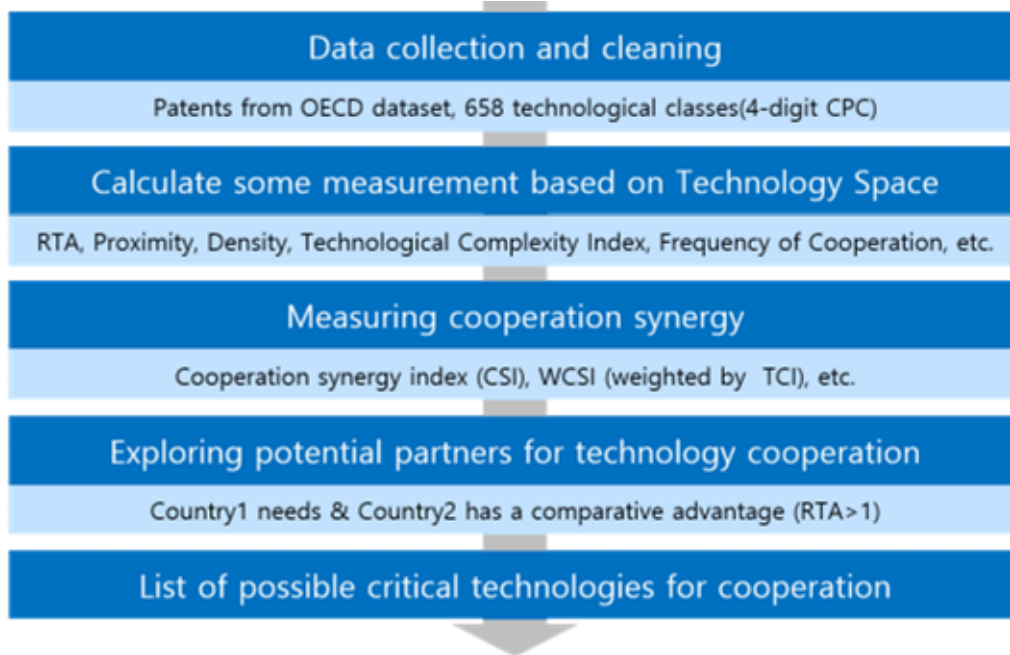 Data collection and cleaning
Patents from OECD dataset, 658 technological classes(4-digit CPC)
Calculate some measurement based on Technology Space
RTA, Proximity, Density, Technological Complexity Index, Frequency of Cooperation, etc.
Measuring cooperation synergy
Cooperation synergy index (CSI), WCSI (weighted by TCI), etc.
Exploring potential partners for technology cooperation
Country1 needs & Country2 has a comparative advantage (RTA>1)
List of possible critical technologies for cooperation